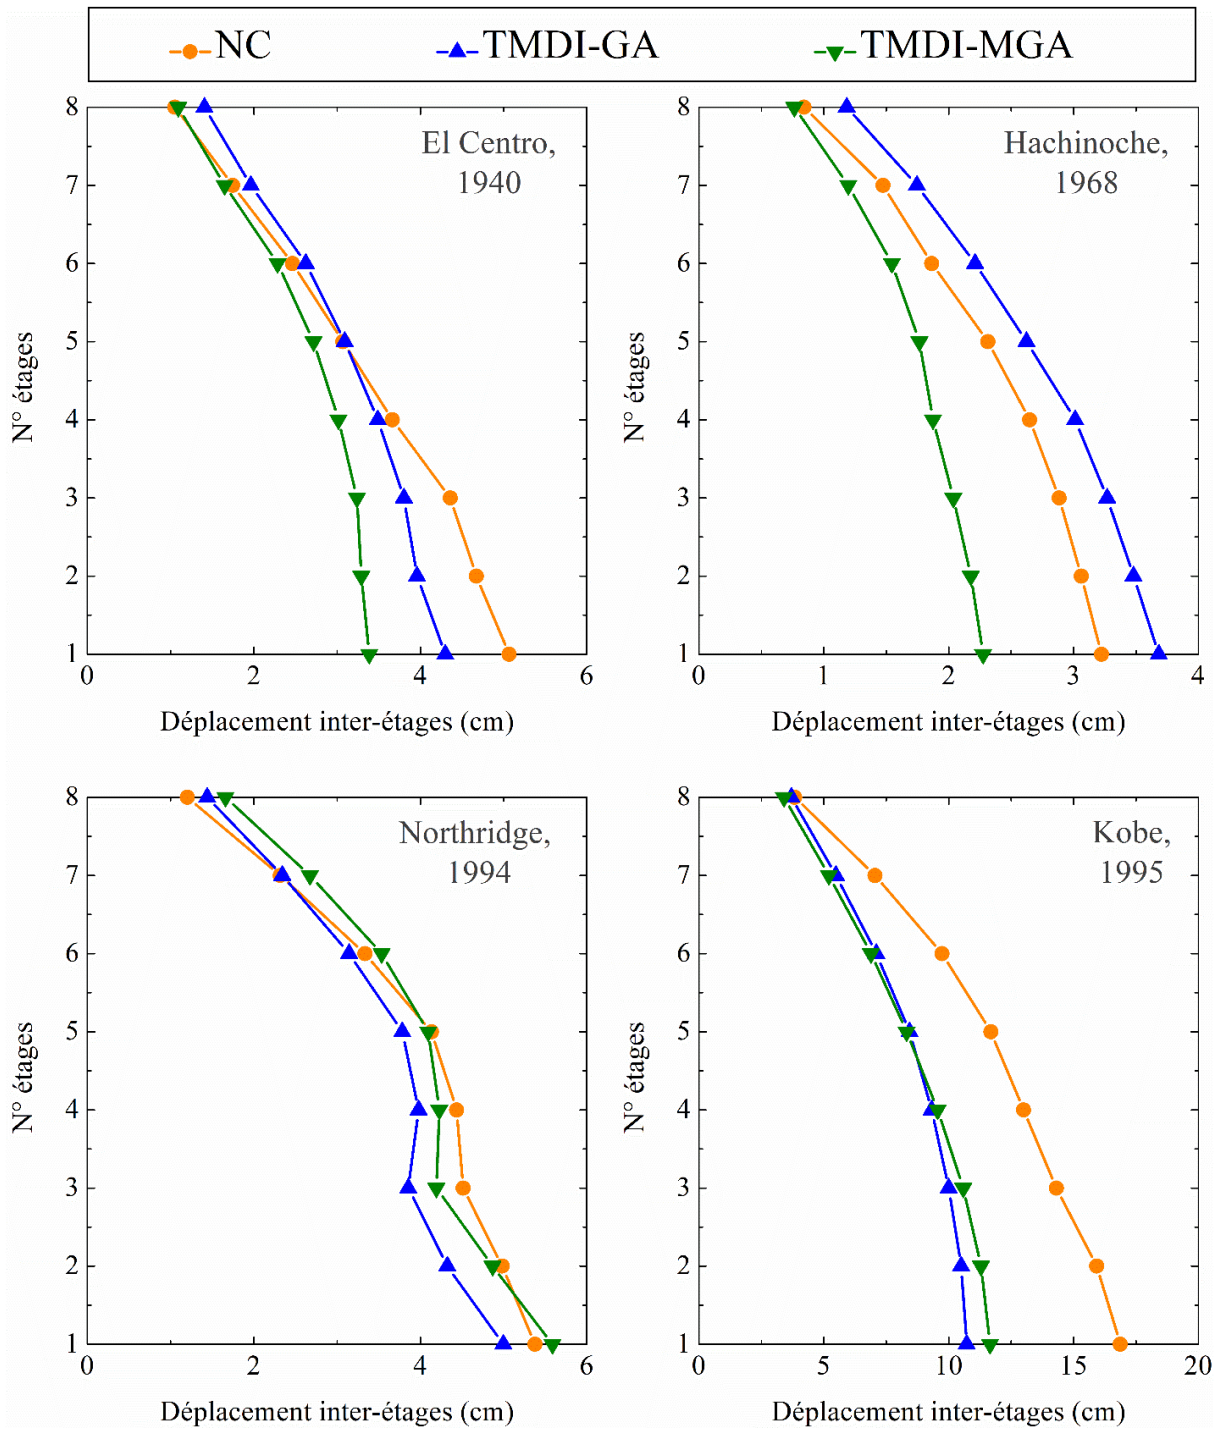 NC TMDI-GA TMDI-MGA
El Centro,
1940
8
7
6
5
4
3
2
1
N° étages
0 2 4 6
Déplacement inter-étages (cm)
Hachinoche,
1968
8
7
6
5
4
3
2
1
N° étages
0 1 2 3 4
Déplacement inter-étages (cm)
Northridge,
1994
8
7
6
5
4
3
2
1
N° étages
0 2 4 6
Déplacement inter-étages (cm)
Kobe,
1995
8
7
6
5
4
3
2
1
N° étages
0 5 10 15 20
Déplacement inter-étages (cm)